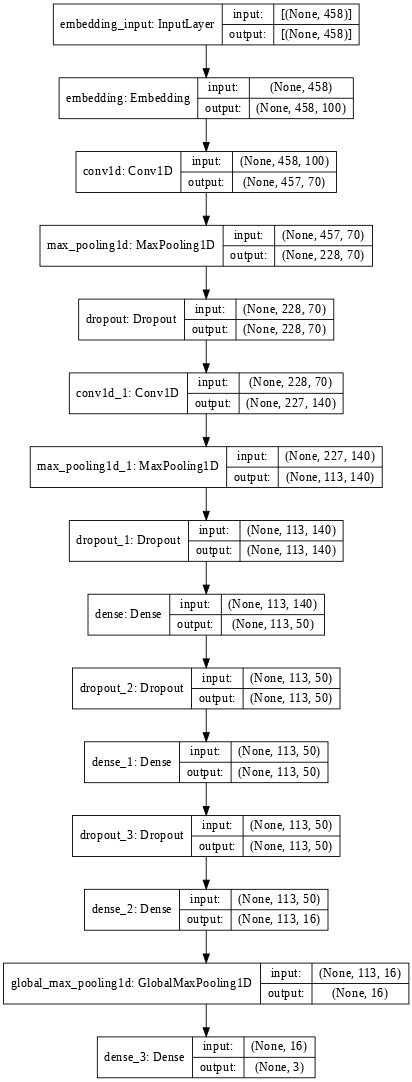 embedding_input: InputLayer
input: [(None, 458)]
output: [(None, 458)]
embedding: Embedding
input: (None, 458)
output: (None, 458, 100)
conv1d: Conv1D
input: (None, 458, 100)
output: (None, 457, 70)
max_pooling1d: MaxPooling1D
input: (None, 457, 70)
output: (None, 228, 70)
dropout: Dropout
input: (None, 228, 70)
output: (None, 228, 70)
conv1d_1: Conv1D
input: (None, 228, 70)
output: (None, 227, 140)
max_pooling1d_1: MaxPooling1D
input: (None, 227, 140)
output: (None, 113, 140)
dropout_1: Dropout
input: (None, 113, 140)
output: (None, 113, 140)
dense: Dense
input: (None, 113, 140)
output: (None, 113, 50)
dropout_2: Dropout
input: (None, 113, 50)
output: (None, 113, 50)
dense_1: Dense
input: (None, 113, 50)
output: (None, 113, 50)
dropout_3: Dropout
input: (None, 113, 50)
output: (None, 113, 50)
dense_2: Dense
input: (None, 113, 50)
output: (None, 113, 16)
global_max_pooling1d: GlobalMaxPooling1D
input: (None, 113, 16)
output: (None, 16)
dense_3: Dense
input: (None, 16)
output: (None, 3)